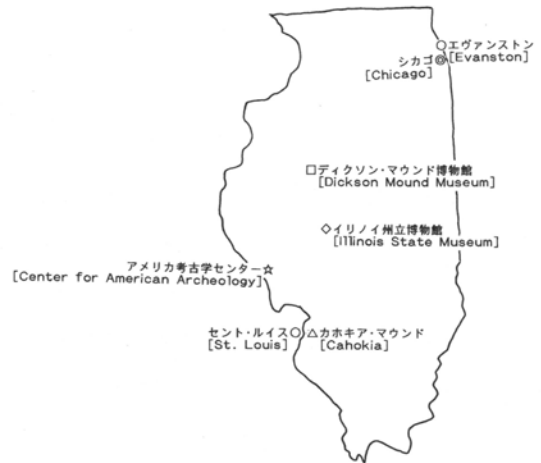 ○エヴァンストン
[Evanston]
シカゴ◎
[Chicago]
□ディクソン・マウンド博物館
[Dickson Mound Museum]
◇イリノイ州立博物館
[Illinois State Museum]
アメリカ考古学センター☆
[Center for American Archeology]
セント・ルイス○
[St. Louis]
△カホキア・マウンド
[Cahokia]